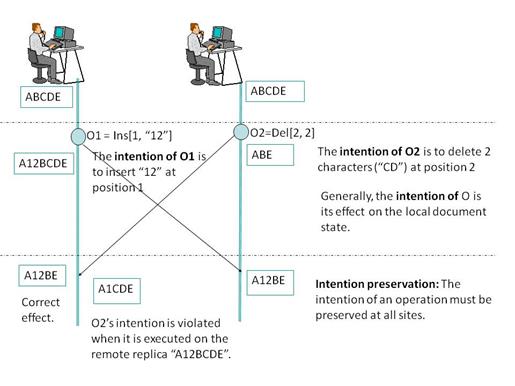 ABCDE
ABCDE
O1 = Ins[1, "12"]
O2=Del[2, 2]
A12BCDE
The intention of O1 is
to insert "12" at
position 1
ABE
The intention of O2 is to delete 2
characters ("CD") at position 2
Generally, the intention of O is
its effect on the local document
state.
A12BE
Correct
effect.
A1CDE
O2's intention is violated
when it is executed on the
remote replica "A12BCDE".
A12BE
Intention preservation: The
intention of an operation must be
preserved at all sites.